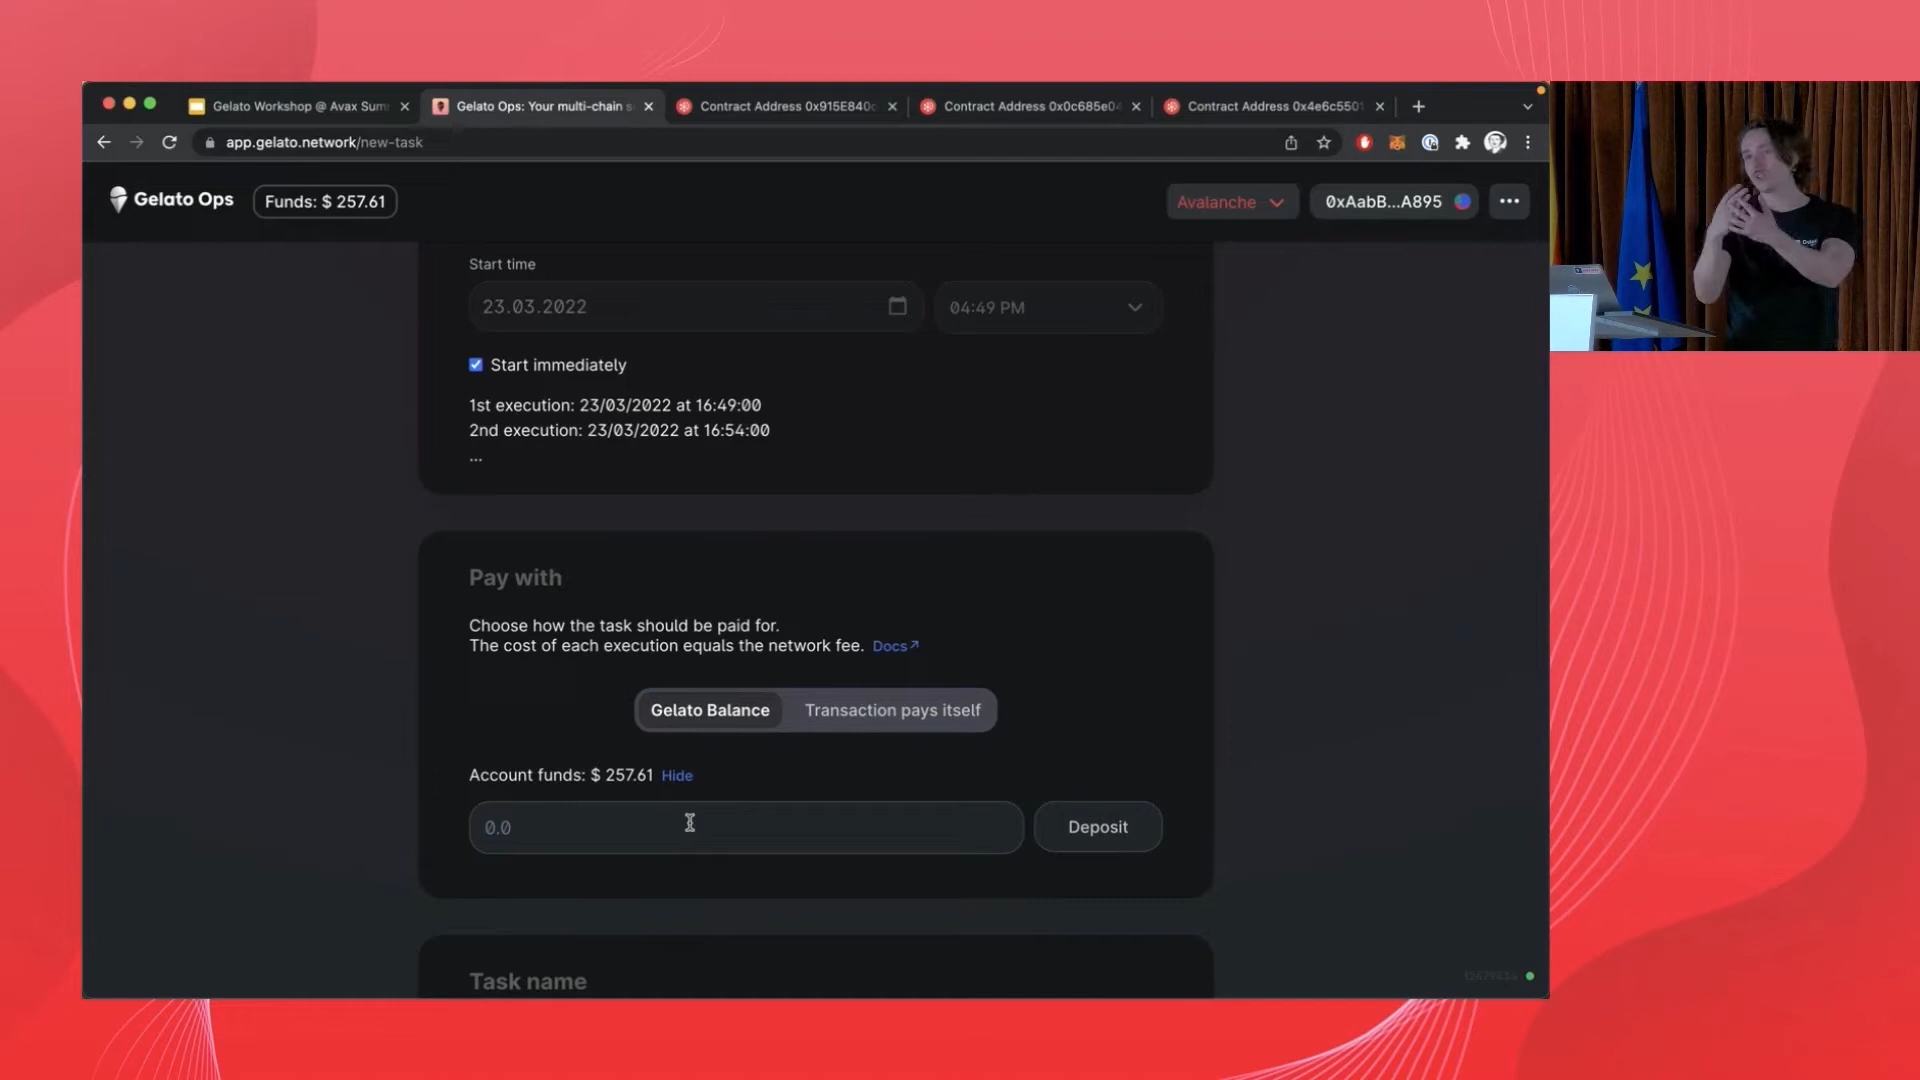 Gelato Workshop @ Avax Sum
Gelato Ops: Your multi-chain s
Contract Address 0x915E840c
Contract Address 0x0c685e04
Contract Address 0x4e6c5501
app.gelato.network/new-task
Gelato Ops
Funds: $ 257.61
Avalanche
0xAabB...A895
Start time
23.03.2022
04:49 PM
Start immediately
1st execution: 23/03/2022 at 16:49:00
2nd execution: 23/03/2022 at 16:54:00
...
Pay with
Choose how the task should be paid for.
The cost of each execution equals the network fee. Docs↗
Gelato Balance
Transaction pays itself
Account funds: $ 257.61 Hide
0.0
Deposit
Task name